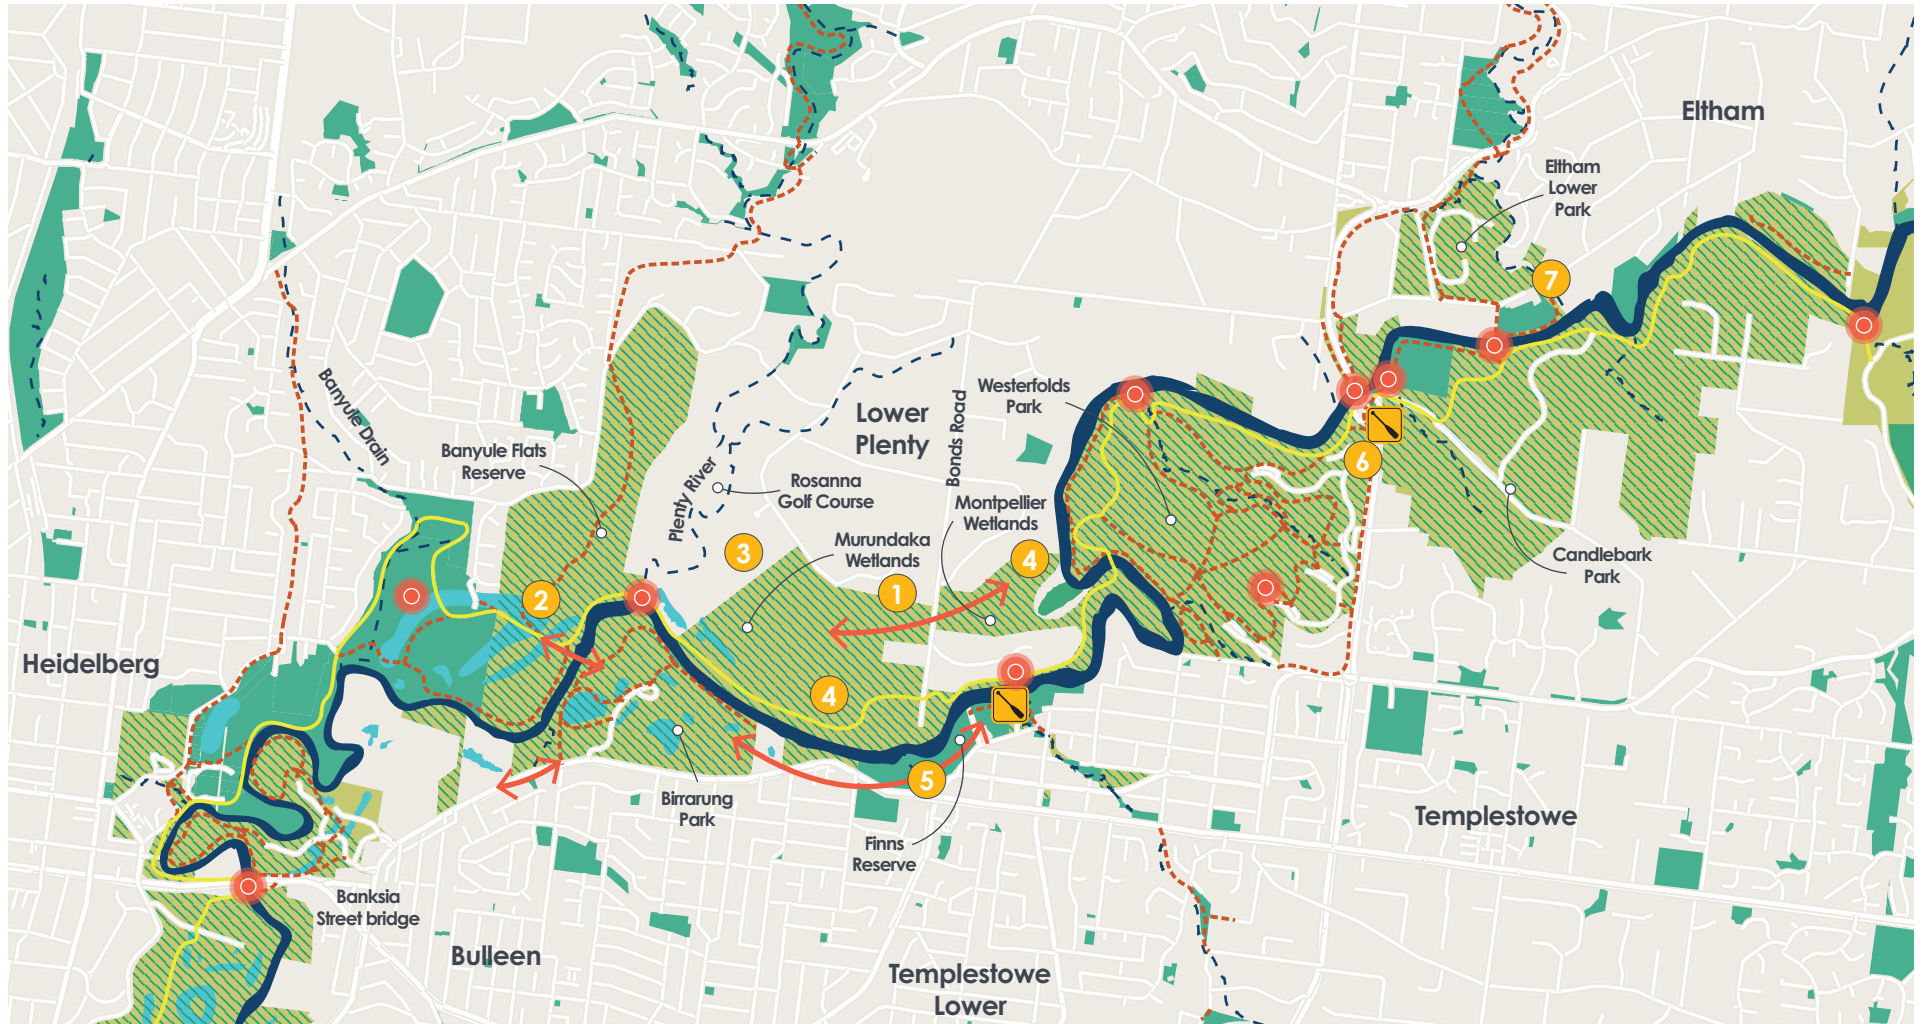 Eltham
Eltham
Lower
Park
7
Banyule Drain
Westerfolds
Park
Lower
Plenty
Bonds Road
Banyule Flats
Reserve
Plenty River
Rosanna
Golf Course
6
Montpellier
Wetlands
Murundaka
Wetlands
3
4
Candlebark
Park
2
1
Heidelberg
4
5
Birrarung
Park
Templestowe
Finns
Reserve
Banksia
Street bridge
Bulleen
Templestowe
Lower